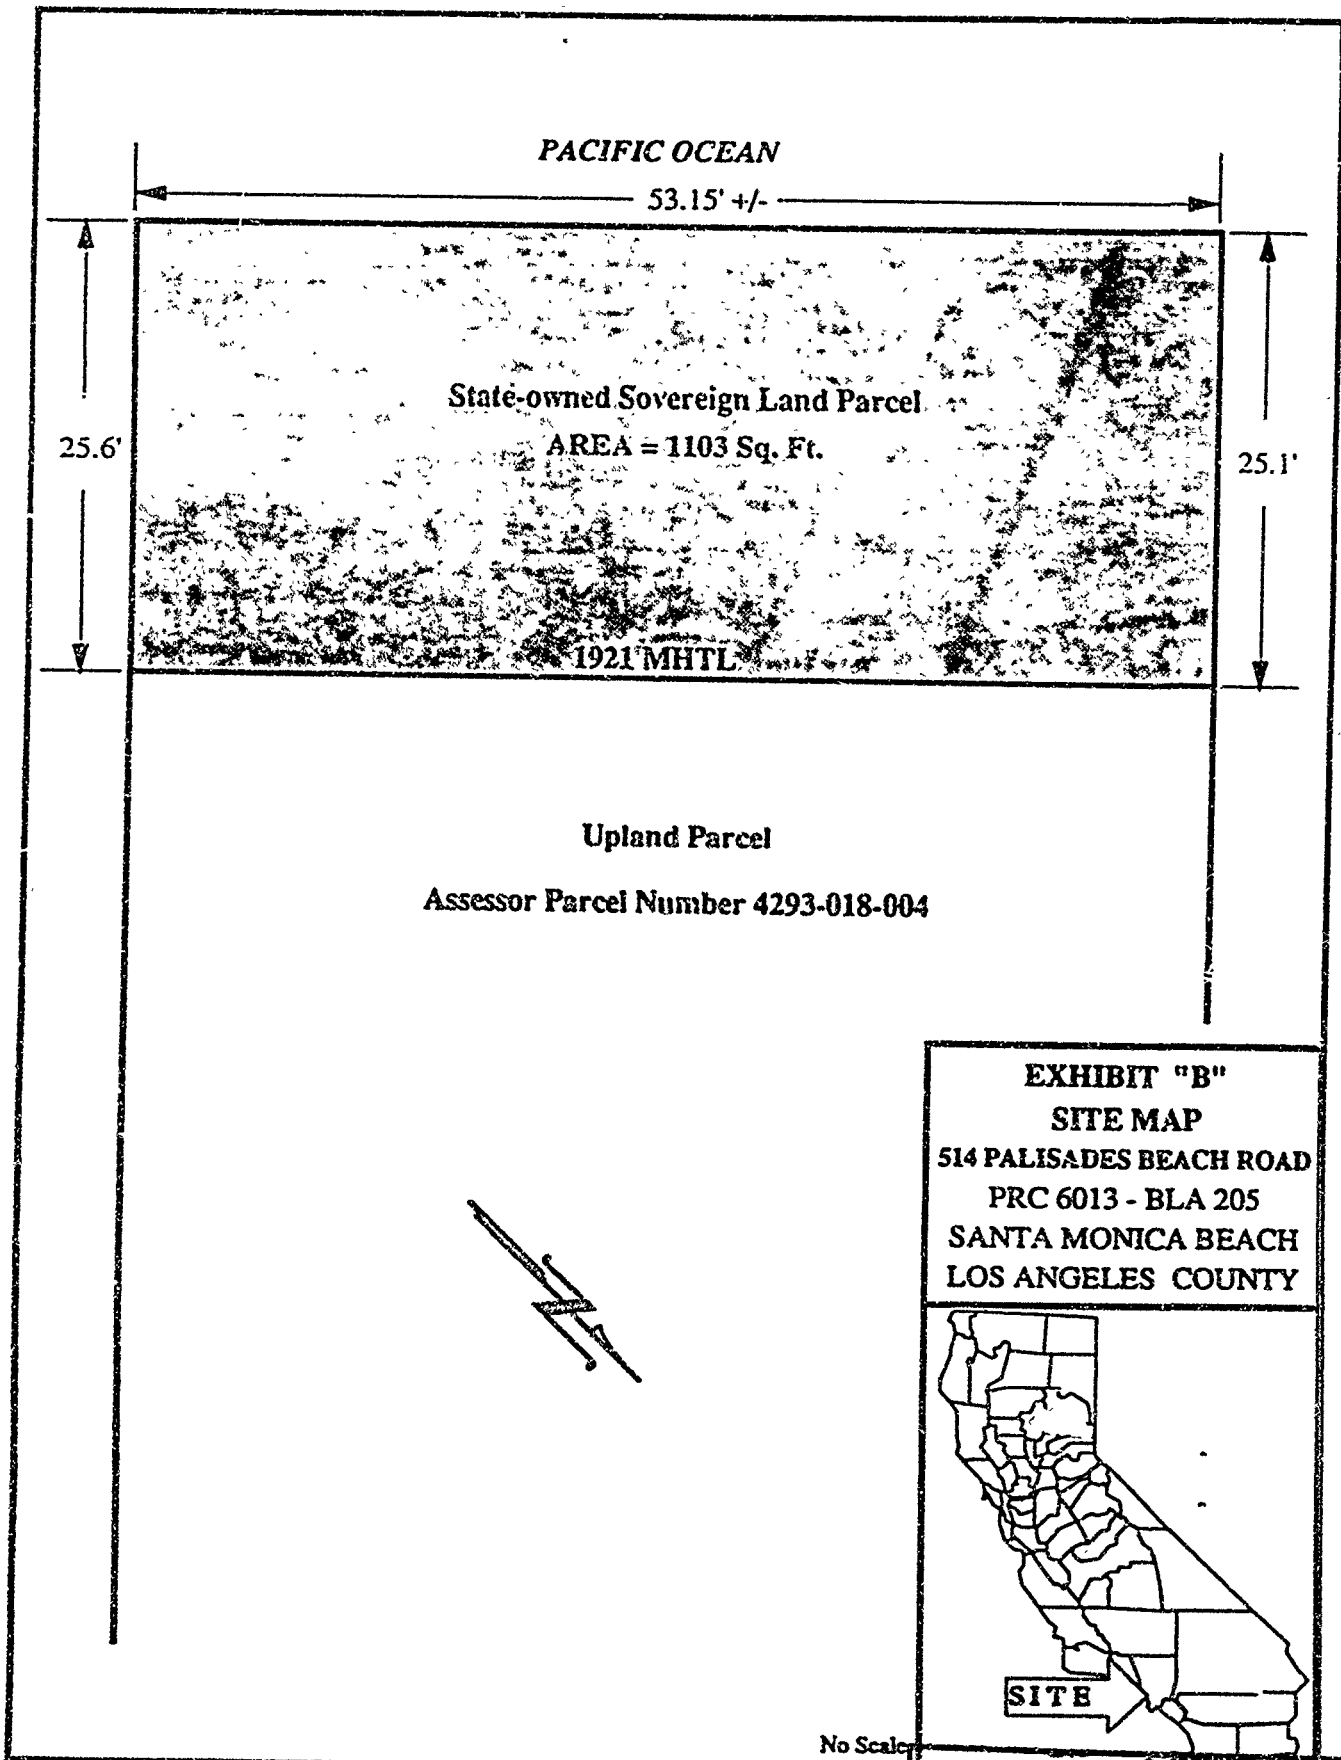 PACIFIC OCEAN
53.15' +/-
State-owned Sovereign Land Parcel
AREA = 1103 Sq. Ft.
25.6'
25.1'
1921 MHTL
Upland Parcel
Assessor Parcel Number 4293-018-004
EXHIBIT "B"
SITE MAP
514 PALISADES BEACH ROAD
PRC 6013 - BLA 205
SANTA MONICA BEACH
LOS ANGELES COUNTY
SITE
No Scale